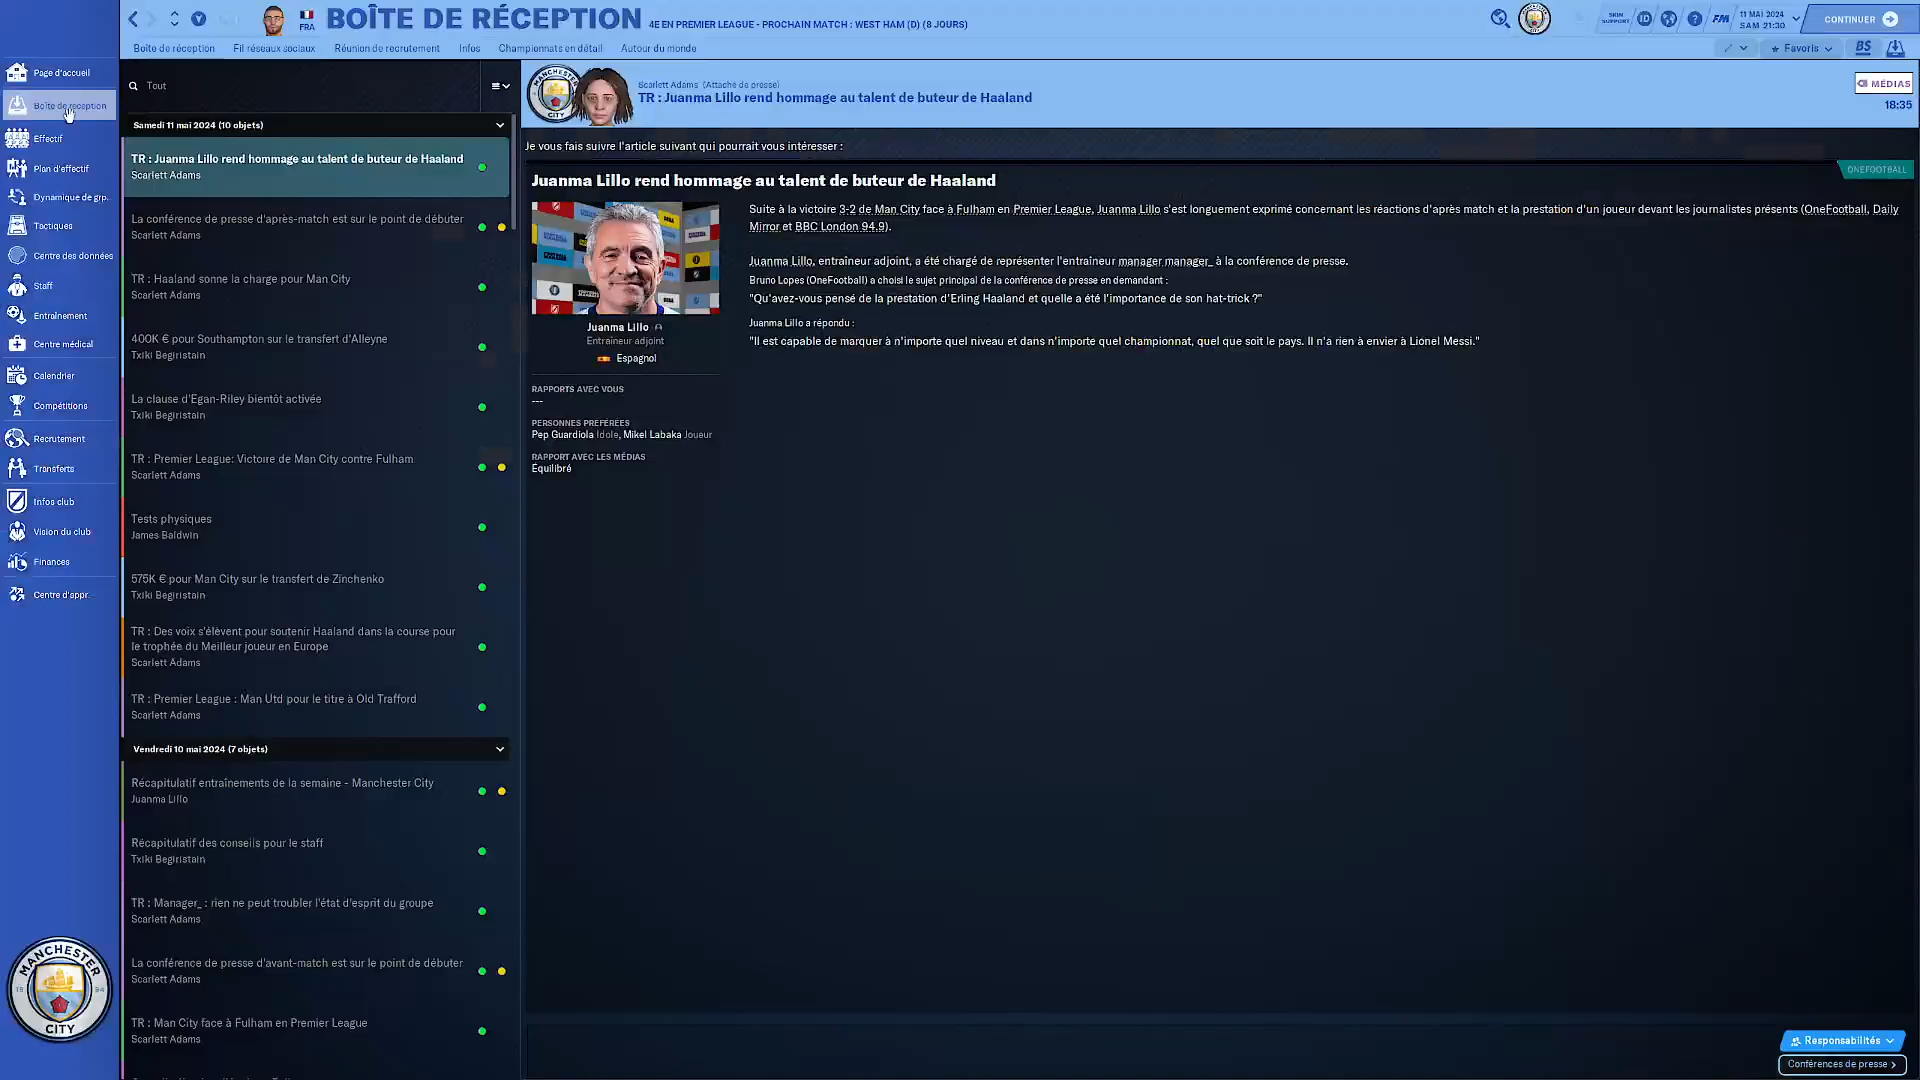 FRA
BOÎTE DE RÉCEPTION
4E EN PREMIER LEAGUE - PROCHAIN MATCH : WEST HAM (D) (8 JOURS)
SKIN SUPPORT
ID
FM
11 MAI 2024
SAM 21:30
CONTINUER
Boîte de réception
Fil réseaux sociaux
Réunion de recrutement
Infos
Championnats en détail
Autour du monde
Favoris
BS
Page d'accueil
Boîte de réception
Effectif
Plan d'effectif
Dynamique de grp.
Tactiques
Centre des données
Staff
Entraînement
Centre médical
Calendrier
Compétitions
Recrutement
Transferts
Infos club
Vision du club
Finances
Centre d'appr.
MANCHESTER
18 94
CITY
Tout
Samedi 11 mai 2024 (10 objets)
TR : Juanma Lillo rend hommage au talent de buteur de Haaland
Scarlett Adams
La conférence de presse d'après-match est sur le point de débuter
Scarlett Adams
TR : Haaland sonne la charge pour Man City
Scarlett Adams
400K € pour Southampton sur le transfert d'Alleyne
Txiki Begiristain
La clause d'Egan-Riley bientôt activée
Txiki Begiristain
TR : Premier League: Victoire de Man City contre Fulham
Scarlett Adams
Tests physiques
James Baldwin
575K € pour Man City sur le transfert de Zinchenko
Txiki Begiristain
TR : Des voix s'élèvent pour soutenir Haaland dans la course pour
le trophée du Meilleur joueur en Europe
Scarlett Adams
TR : Premier League : Man Utd pour le titre à Old Trafford
Scarlett Adams
Vendredi 10 mai 2024 (7 objets)
Récapitulatif entraînements de la semaine - Manchester City
Juanma Lillo
Récapitulatif des conseils pour le staff
Txiki Begiristain
TR : Manager_ : rien ne peut troubler l'état d'esprit du groupe
Scarlett Adams
La conférence de presse d'avant-match est sur le point de débuter
Scarlett Adams
TR : Man City face à Fulham en Premier League
Scarlett Adams
MANCHESTER
CITY
Scarlett Adams (Attaché de presse)
TR : Juanma Lillo rend hommage au talent de buteur de Haaland
MÉDIAS
18:35
Je vous fais suivre l'article suivant qui pourrait vous intéresser :
ONEFOOTBALL
Juanma Lillo rend hommage au talent de buteur de Haaland
Juanma Lillo
Entraîneur adjoint
Espagnol
RAPPORTS AVEC VOUS
---
PERSONNES PRÉFÉRÉES
Pep Guardiola Idole, Mikel Labaka Joueur
RAPPORT AVEC LES MÉDIAS
Équilibré
Suite à la victoire 3-2 de Man City face à Fulham en Premier League, Juanma Lillo s'est longuement exprimé concernant les réactions d'après match et la prestation d'un joueur devant les journalistes présents (OneFootball, Daily
Mirror et BBC London 94.9).
Juanma Lillo, entraîneur adjoint, a été chargé de représenter l'entraîneur manager manager_ à la conférence de presse.
Bruno Lopes (OneFootball) a choisi le sujet principal de la conférence de presse en demandant :
"Qu'avez-vous pensé de la prestation d'Erling Haaland et quelle a été l'importance de son hat-trick ?"
Juanma Lillo a répondu :
"Il est capable de marquer à n'importe quel niveau et dans n'importe quel championnat, quel que soit le pays. Il n'a rien à envier à Lionel Messi."
Responsabilités
Conférences de presse